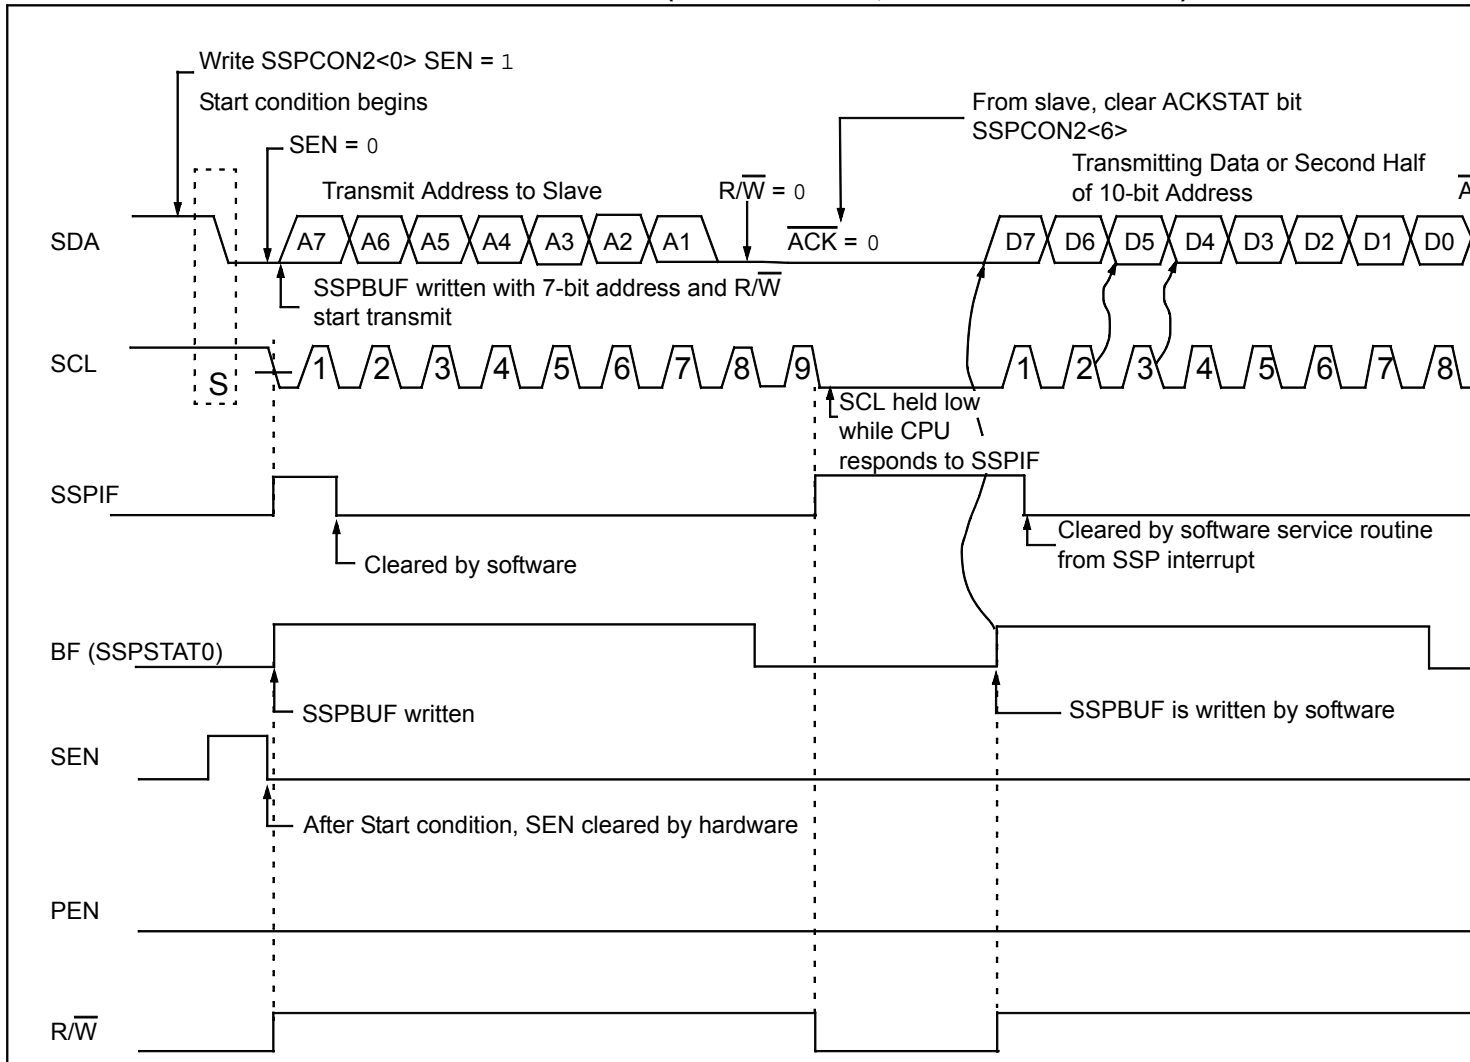 Write SSPCON2<0> SEN = 1
Start condition begins
From slave, clear ACKSTAT bit
SSPCON2<6>
SEN = 0
Transmitting Data or Second Half
of 10-bit Address
Transmit Address to Slave
R/W̅ = 0
SDA
A7 A6 A5 A4 A3 A2 A1
A̅C̅K̅ = 0
D7 D6 D5 D4 D3 D2 D1 D0
SSPBUF written with 7-bit address and R/W̅
start transmit
SCL
S
1 2 3 4 5 6 7 8 9
1 2 3 4 5 6 7 8
SCL held low
while CPU
responds to SSPIF
SSPIF
Cleared by software
Cleared by software service routine
from SSP interrupt
BF (SSPSTAT0)
SSPBUF written
SSPBUF is written by software
SEN
After Start condition, SEN cleared by hardware
PEN
R/W̅